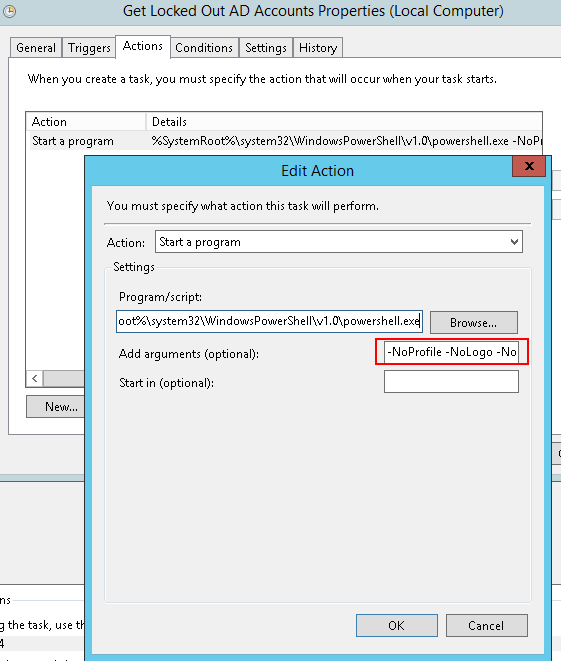 Get Locked Out AD Accounts Properties (Local Computer)
General Triggers Actions Conditions Settings History
When you create a task, you must specify the action that will occur when your task starts.
Action Details
Start a program %SystemRoot%\system32\WindowsPowerShell\v1.0\powershell.exe -NoPr
Edit Action
x
You must specify what action this task will perform.
Action: Start a program
Settings
Program/script:
oot%\system32\WindowsPowerShell\v1.0\powershell.exe Browse...
Add arguments (optional): -NoProfile -NoLogo -No
Start in (optional):
<
New...
ns
g the task, use th
4
OK Cancel